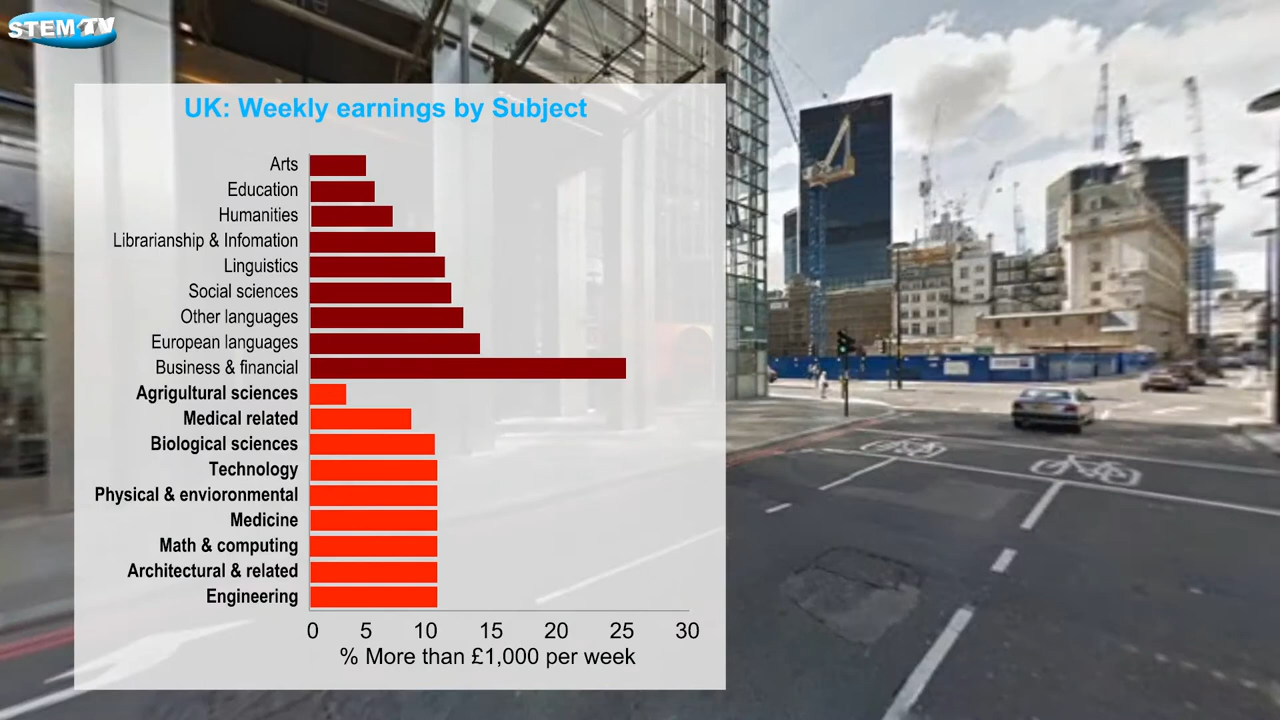 STEM TV
UK: Weekly earnings by Subject
Arts
Education
Humanities
Librarianship & Infomation
Linguistics
Social sciences
Other languages
European languages
Business & financial
Agrigultural sciences
Medical related
Biological sciences
Technology
Physical & envioronmental
Medicine
Math & computing
Architectural & related
Engineering
0 5 10 15 20 25 30
% More than £1,000 per week